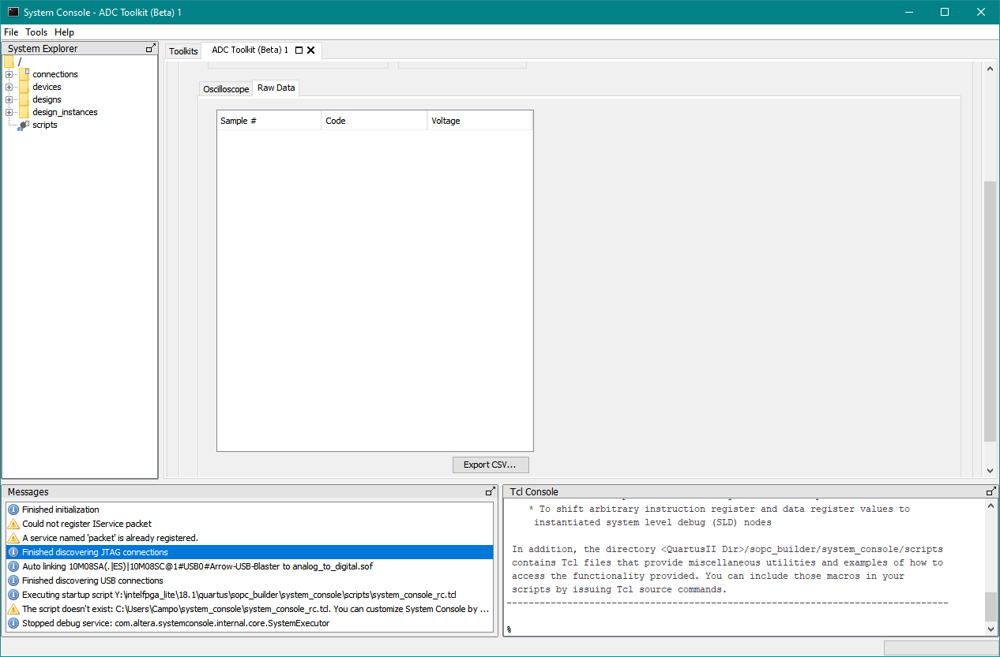 System Console - ADC Toolkit (Beta) 1
File Tools Help
System Explorer
/
connections
devices
designs
design_instances
scripts
Toolkits
ADC Toolkit (Beta) 1
Oscilloscope
Raw Data
Sample # Code Voltage
Export CSV...
Messages
Finished initialization
Could not register IService packet
A service named 'packet' is already registered.
Finished discovering JTAG connections
Auto linking 10M08SA(.|ES)|10M08SC@1#USB0#Arrow-USB-Blaster to analog_to_digital.sof
Finished discovering USB connections
Executing startup script Y:\intelfpga_lite\18.1\quartus\sopc_builder\system_console\scripts\system_console_rc.tcl
The script doesn't exist: C:\Users\Campo\system_console\system_console_rc.tcl. You can customize System Console by ...
Stopped debug service: com.altera.systemconsole.internal.core.SystemExecutor
Tcl Console
* To shift arbitrary instruction register and data register values to
instantiated system level debug (SLD) nodes
In addition, the directory <QuartusII Dir>/sopc_builder/system_console/scripts
contains Tcl files that provide miscellaneous utilities and examples of how to
access the functionality provided. You can include those macros in your
scripts by issuing Tcl source commands.
--------------------------------------------------------------------------------
%